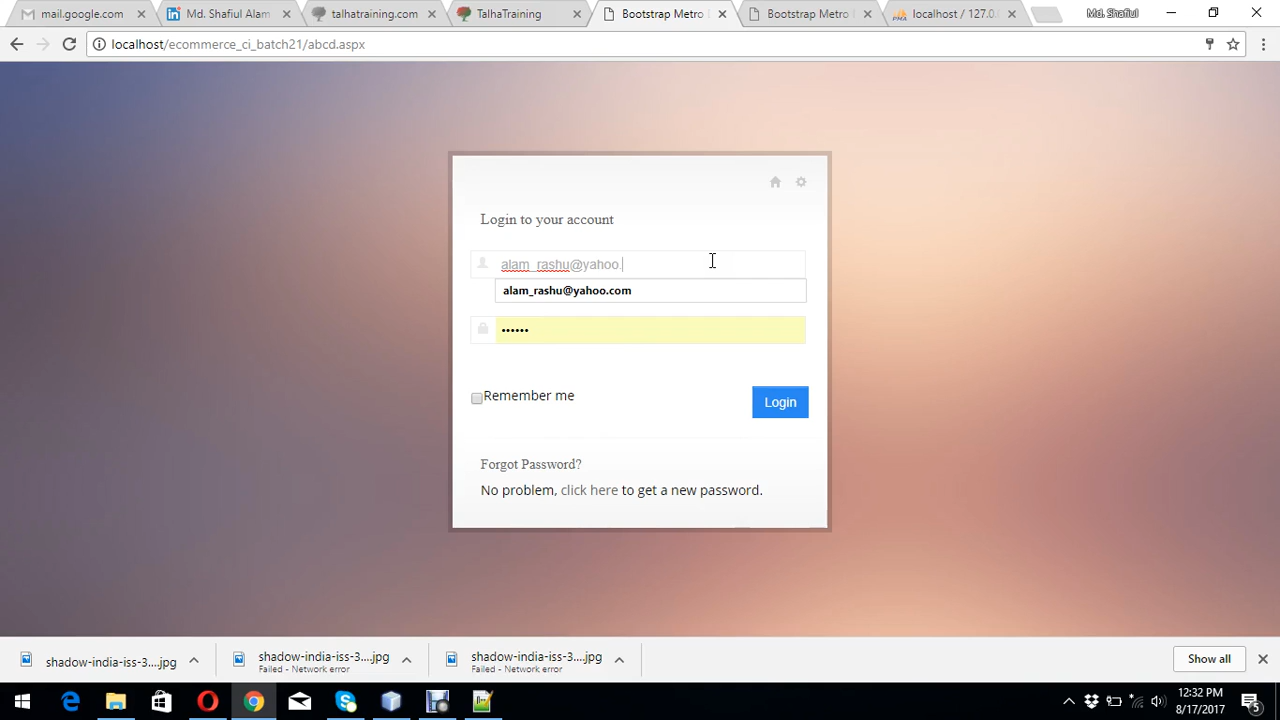 mail.google.com
Md. Shafiul Alam
talhatraining.com
TalhaTraining
Bootstrap Metro
Bootstrap Metro
localhost / 127.0.
Md. Shafiul
localhost/ecommerce_ci_batch21/abcd.aspx
Login to your account
alam_rashu@yahoo.
alam_rashu@yahoo.com
••••••
Remember me
Login
Forgot Password?
No problem, click here to get a new password.
shadow-india-iss-3....jpg
shadow-india-iss-3....jpg
Failed - Network error
shadow-india-iss-3....jpg
Failed - Network error
Show all
12:32 PM
8/17/2017
5